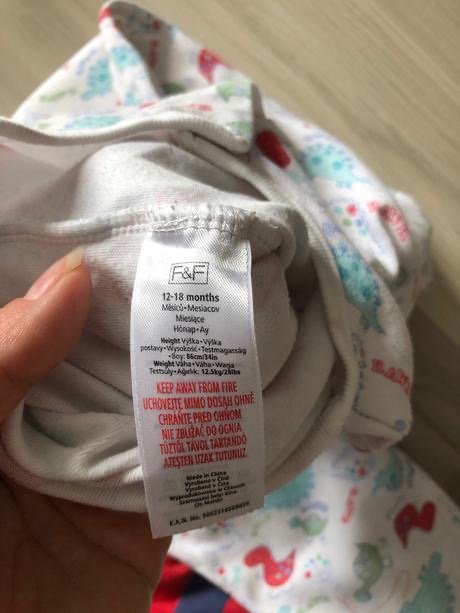 F&F
12-18 months
Měsíců • Mesiacov
Miesiące
Hónap • Ay
Height Výška • Výška
postavy • Wysokość • Testmagasság
• Boy: 86cm/34in
Weight Váha • Váha • Waga
Testsúly • Ağırlık: 12.5kg/28lbs
KEEP AWAY FROM FIRE
UCHOVEJTE MIMO DOSAH OHNĚ
CHRÁŇTE PRED OHŇOM
NIE ZBLIŻAĆ DO OGNIA
TŰZTŐL TÁVOL TARTANDÓ
ATEŞTEN UZAK TUTUNUZ
Made in China
Vyrobeno v Číně
Vyrobené v Číne
Wyprodukowano w Chinach
Származási hely: Kína
Çin Malıdır
E.A.N. No.